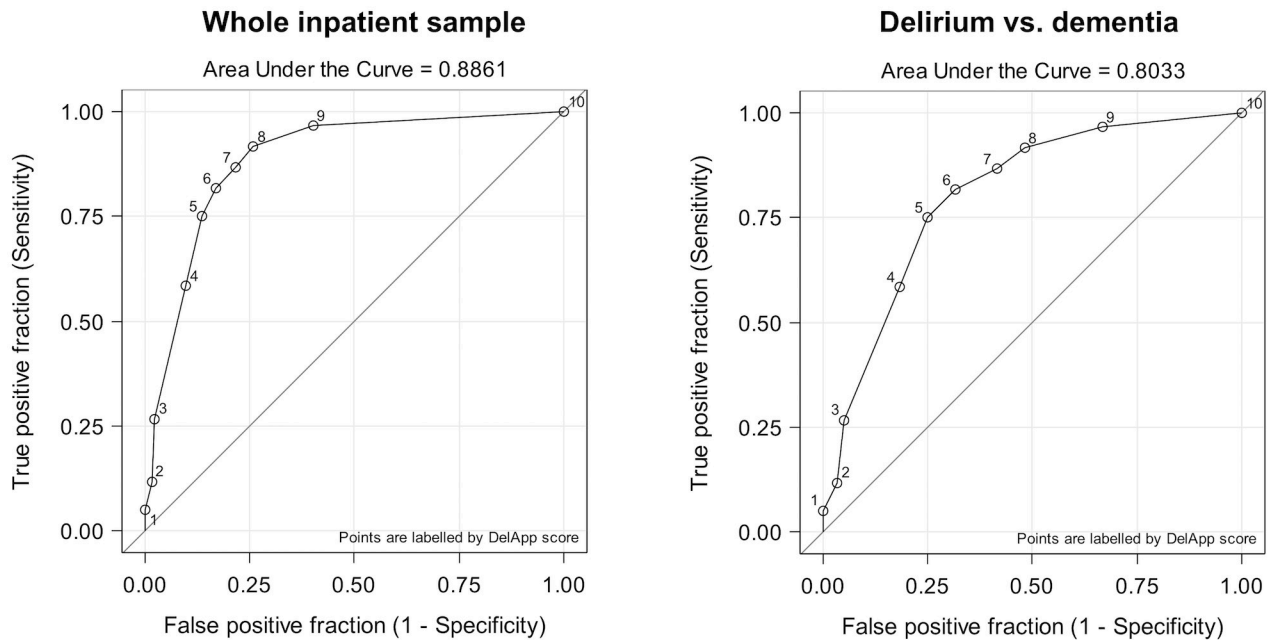 Whole inpatient sample
Area Under the Curve = 0.8861
True positive fraction (Sensitivity)
1.00
0.75
0.50
0.25
0.00
10
9
8
7
6
5
4
3
2
1
Points are labelled by DelApp score
0.00 0.25 0.50 0.75 1.00
False positive fraction (1 - Specificity)
Delirium vs. dementia
Area Under the Curve = 0.8033
True positive fraction (Sensitivity)
1.00
0.75
0.50
0.25
0.00
10
9
8
7
6
5
4
3
2
1
Points are labelled by DelApp score
0.00 0.25 0.50 0.75 1.00
False positive fraction (1 - Specificity)